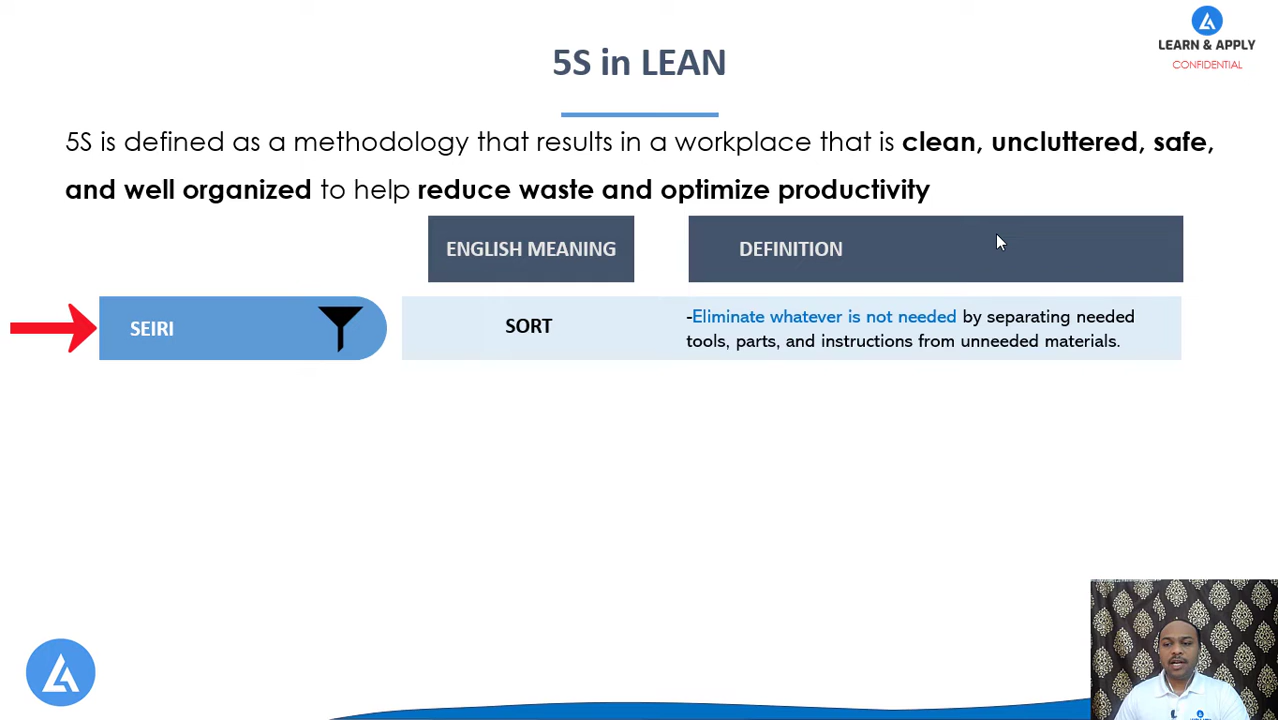 LEARN & APPLY
CONFIDENTIAL
5S in LEAN
5S is defined as a methodology that results in a workplace that is clean, uncluttered, safe,
and well organized to help reduce waste and optimize productivity
ENGLISH MEANING
DEFINITION
SEIRI
SORT
-Eliminate whatever is not needed by separating needed
tools, parts, and instructions from unneeded materials.